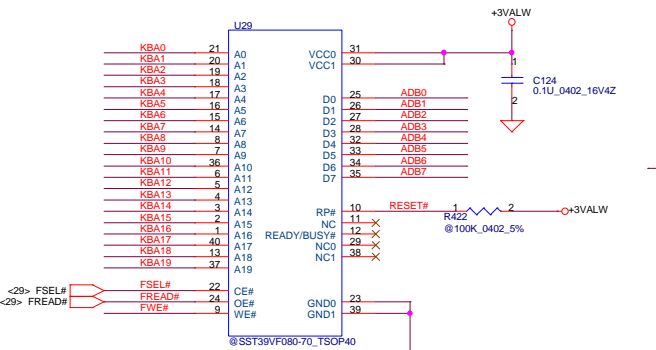 +3VALW
U29
KBA0 21 A0 VCC0 31
KBA1 20 A1 VCC1 30
KBA2 19 A2
KBA3 18 A3
KBA4 17 A4 D0 25 ADB0
KBA5 16 A5 D1 26 ADB1
KBA6 15 A6 D2 27 ADB2
KBA7 14 A7 D3 28 ADB3
KBA8 8 A8 D4 32 ADB4
KBA9 7 A9 D5 33 ADB5
KBA10 36 A10 D6 34 ADB6
KBA11 6 A11 D7 35 ADB7
KBA12 5 A12
KBA13 4 A13
KBA14 3 A14 RP# 10 RESET# 1 2 +3VALW
KBA15 2 A15 NC 11 R422
KBA16 1 A16 READY/BUSY# 12 @100K_0402_5%
KBA17 40 A17 NC0 29
KBA18 13 A18 NC1 38
KBA19 37 A19
1
C124
0.1U_0402_16V4Z
2
<29> FSEL# FSEL# 22 CE#
<29> FREAD# FREAD# 24 OE# GND0 23
FWE# 9 WE# GND1 39
@SST39VF080-70_TSOP40